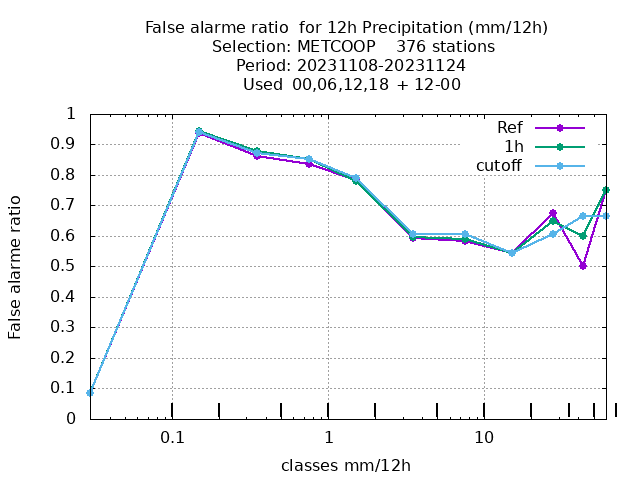 False alarme ratio  for 12h Precipitation (mm/12h)
Selection: METCOOP    376 stations
Period: 20231108-20231124
Used  00,06,12,18 + 12-00
Ref
1h
cutoff
False alarme ratio
1
0.9
0.8
0.7
0.6
0.5
0.4
0.3
0.2
0.1
0
0.1 1 10
classes mm/12h